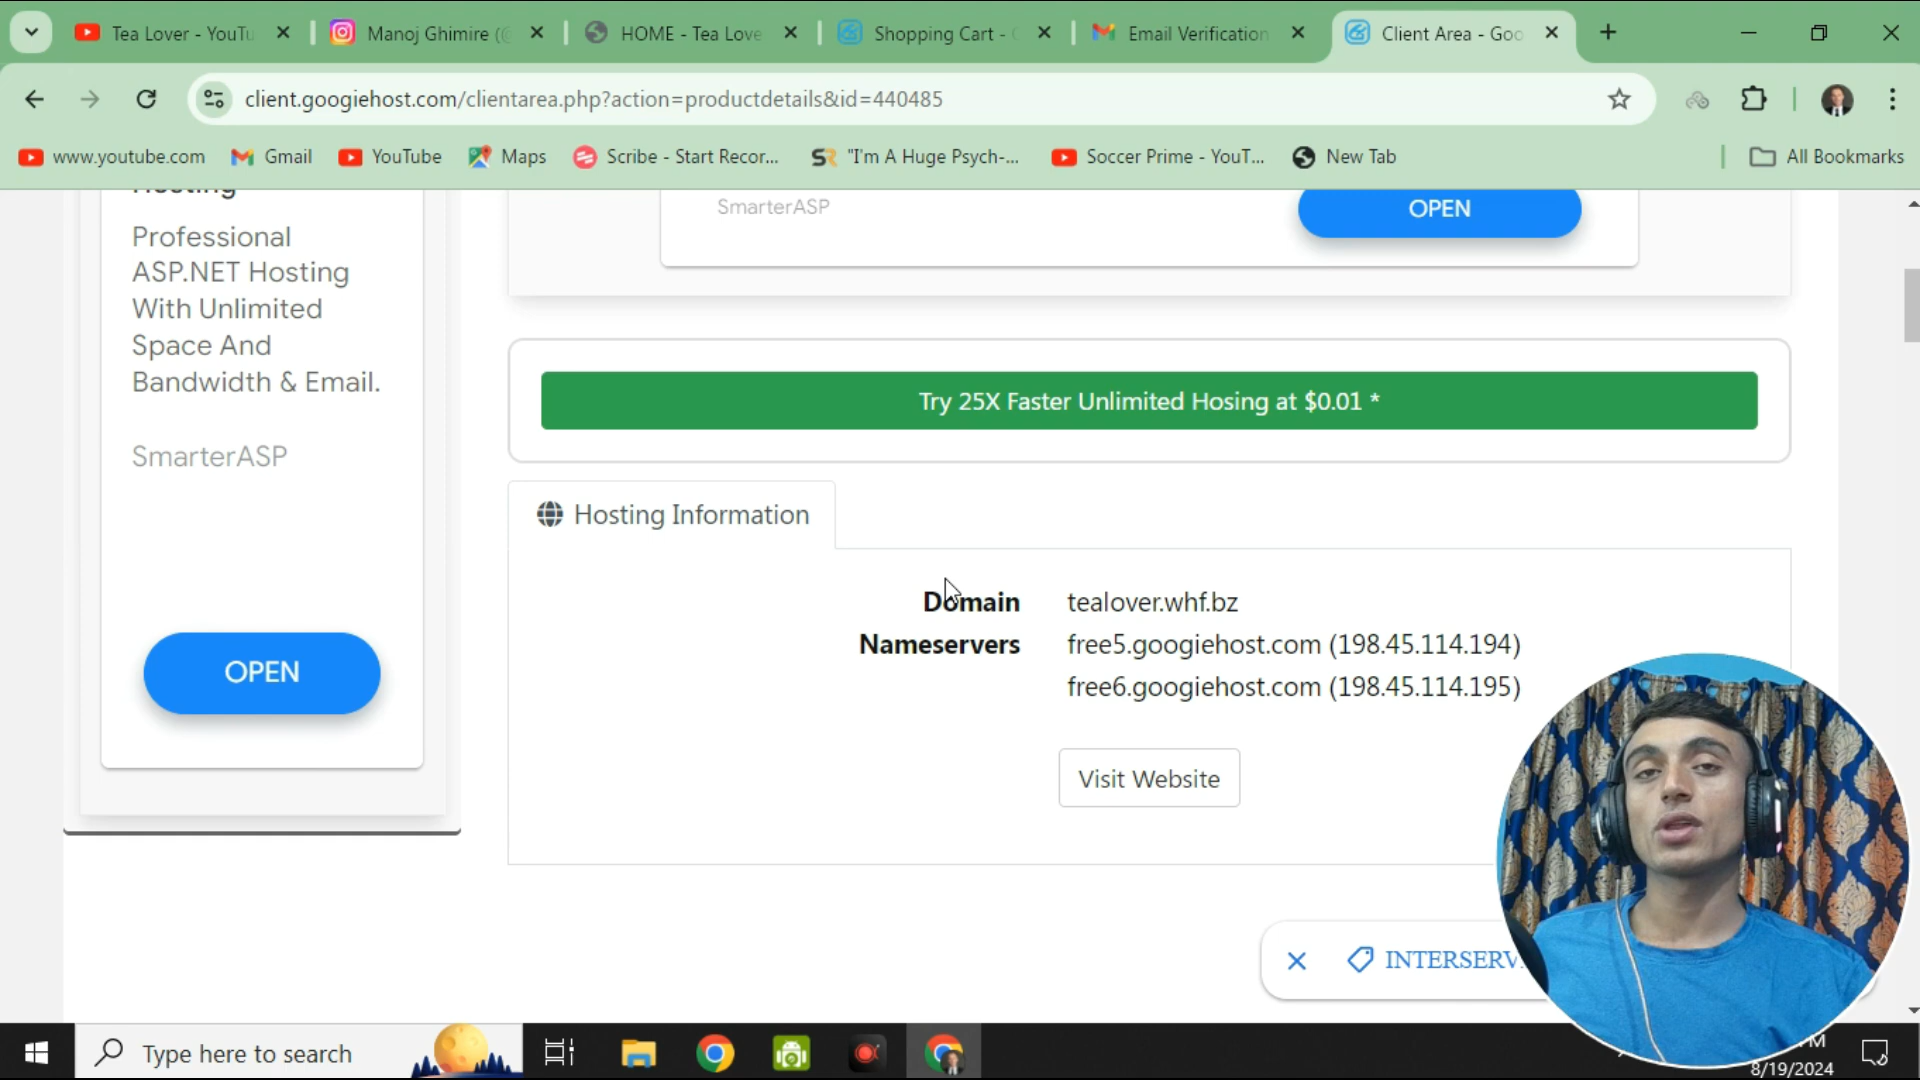 Tea Lover - YouTu
Manoj Ghimire (@
HOME - Tea Love
Shopping Cart -
Email Verification
Client Area - Goo
client.googiehost.com/clientarea.php?action=productdetails&id=440485
www.youtube.com
Gmail
YouTube
Maps
Scribe - Start Recor...
"I'm A Huge Psych-...
Soccer Prime - YouT...
New Tab
All Bookmarks
Hosting
Professional
ASP.NET Hosting
With Unlimited
Space And
Bandwidth & Email.
SmarterASP
OPEN
SmarterASP
OPEN
Try 25X Faster Unlimited Hosing at $0.01 *
Hosting Information
Domain tealover.whf.bz
Nameservers free5.googiehost.com (198.45.114.194)
free6.googiehost.com (198.45.114.195)
Visit Website
INTERSERV
Type here to search
8/19/2024